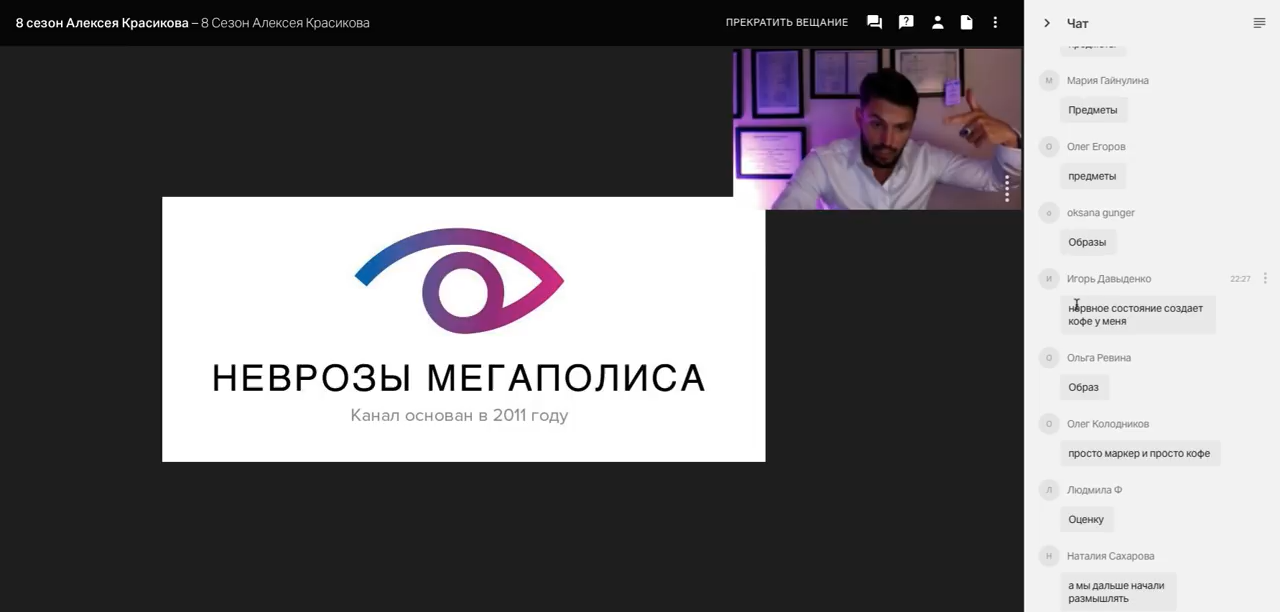 8 сезон Алексея Красикова – 8 Сезон Алексея Красикова
ПРЕКРАТИТЬ ВЕЩАНИЕ
НЕВРОЗЫ МЕГАПОЛИСА
Канал основан в 2011 году
Чат
М Мария Гайнулина
Предметы
О Олег Егоров
предметы
o oksana gunger
Образы
И Игорь Давыденко 22:27
нервное состояние создает
кофе у меня
О Ольга Ревина
Образ
О Олег Колодников
просто маркер и просто кофе
Л Людмила Ф
Оценку
Н Наталия Сахарова
а мы дальше начали
размышлять